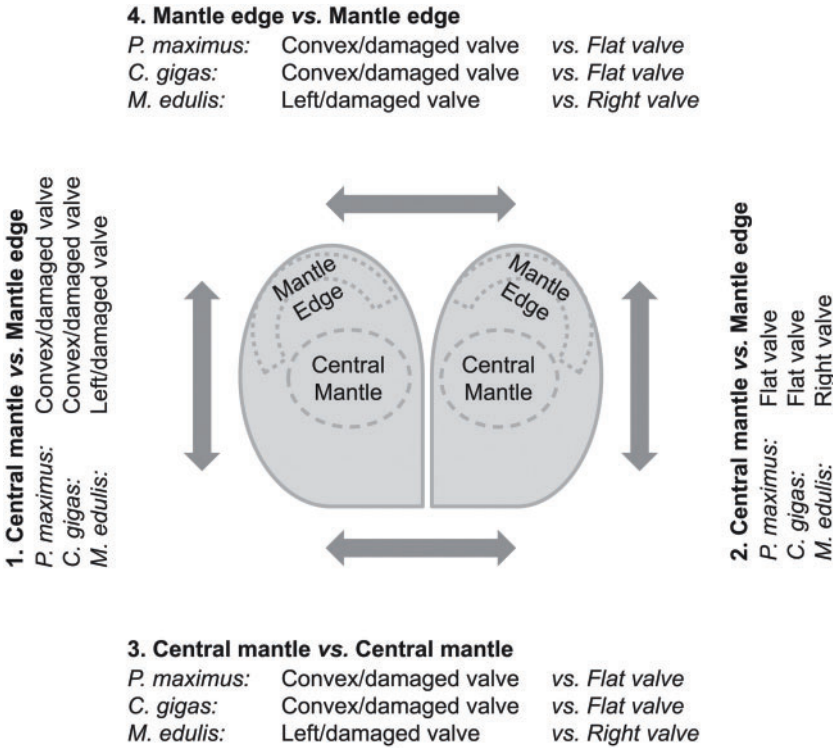 4. Mantle edge vs. Mantle edge
P. maximus: Convex/damaged valve vs. Flat valve
C. gigas: Convex/damaged valve vs. Flat valve
M. edulis: Left/damaged valve vs. Right valve
1. Central mantle vs. Mantle edge
P. maximus: Convex/damaged valve
C. gigas: Convex/damaged valve
M. edulis: Left/damaged valve
Mantle
Edge
Central
Mantle
Mantle
Edge
Central
Mantle
2. Central mantle vs. Mantle edge
P. maximus: Flat valve
C. gigas: Flat valve
M. edulis: Right valve
3. Central mantle vs. Central mantle
P. maximus: Convex/damaged valve vs. Flat valve
C. gigas: Convex/damaged valve vs. Flat valve
M. edulis: Left/damaged valve vs. Right valve